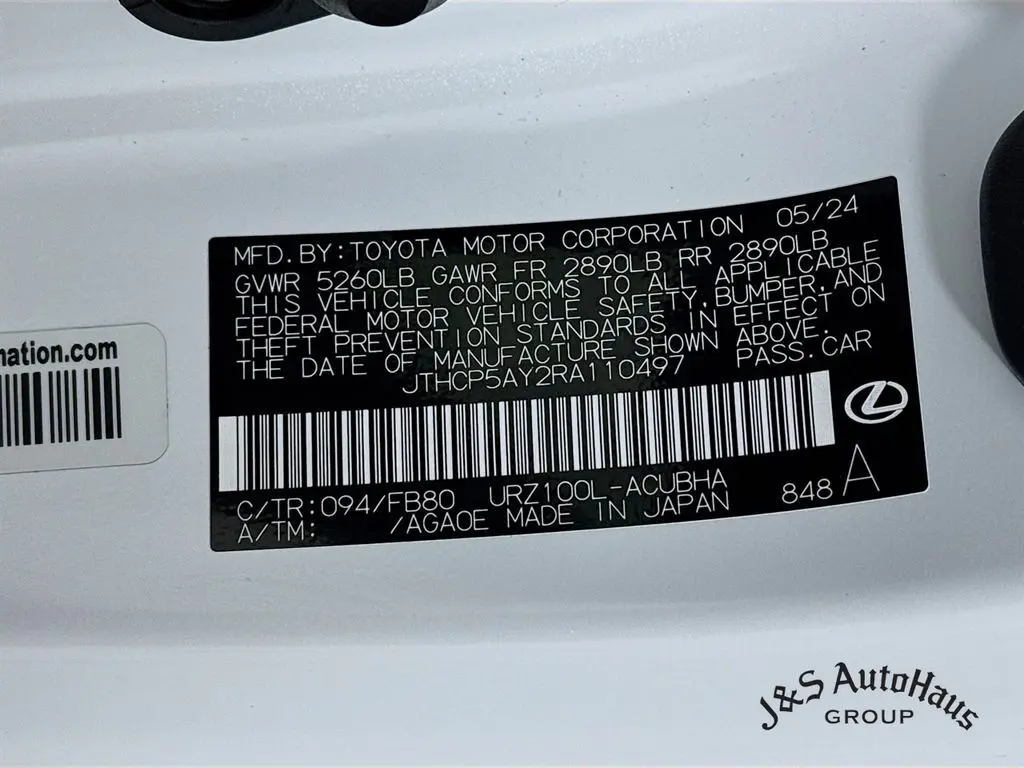 MFD. BY: TOYOTA MOTOR CORPORATION 05/24
GVWR 5260LB GAWR FR 2890LB RR 2890LB
THIS VEHICLE CONFORMS TO ALL APPLICABLE
FEDERAL MOTOR VEHICLE SAFETY, BUMPER, AND
THEFT PREVENTION STANDARDS IN EFFECT ON
THE DATE OF MANUFACTURE SHOWN ABOVE.
JTHCP5AY2RA110497 PASS. CAR
C/TR: 094/FB80 URZ100L-ACUBHA
A/TM: /AGA0E MADE IN JAPAN 848 A
nation.com
J&S AutoHaus
GROUP